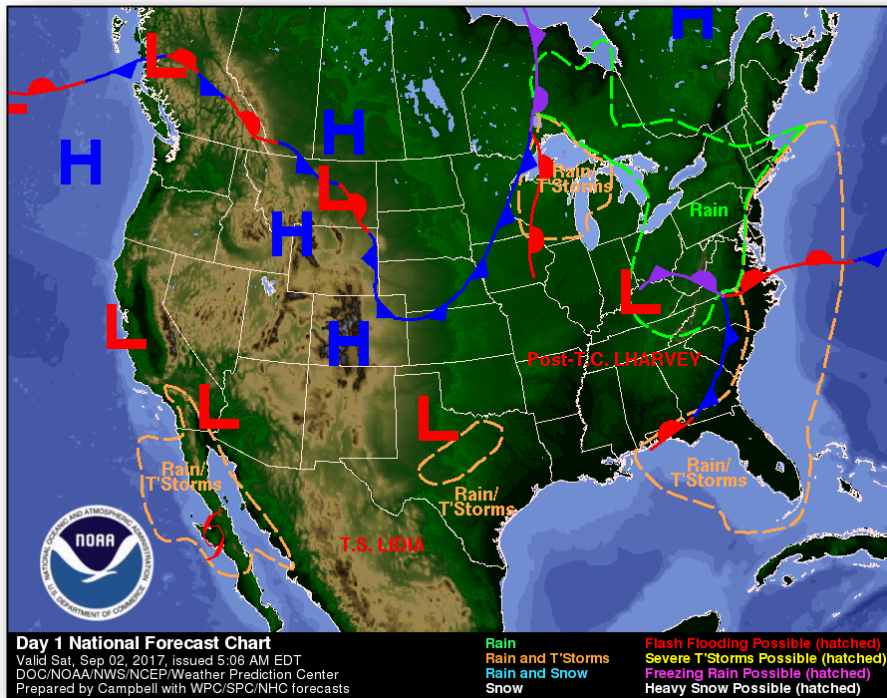 H
L
H
H
L
H
Rain/
T'Storms
Rain
L
L
H
Post-T.C. LHARVEY
L
L
Rain/
T'Storms
Rain/
T'Storms
Rain/
T'Storms
T.S. LIDIA
NATIONAL OCEANIC AND ATMOSPHERIC ADMINISTRATION
NOAA
U.S. DEPARTMENT OF COMMERCE
Day 1 National Forecast Chart
Valid Sat, Sep 02, 2017, issued 5:06 AM EDT
DOC/NOAA/NWS/NCEP/Weather Prediction Center
Prepared by Campbell with WPC/SPC/NHC forecasts
Rain
Rain and T'Storms
Rain and Snow
Snow
Flash Flooding Possible (hatched)
Severe T'Storms Possible (hatched)
Freezing Rain Possible (hatched)
Heavy Snow Possible (hatched)